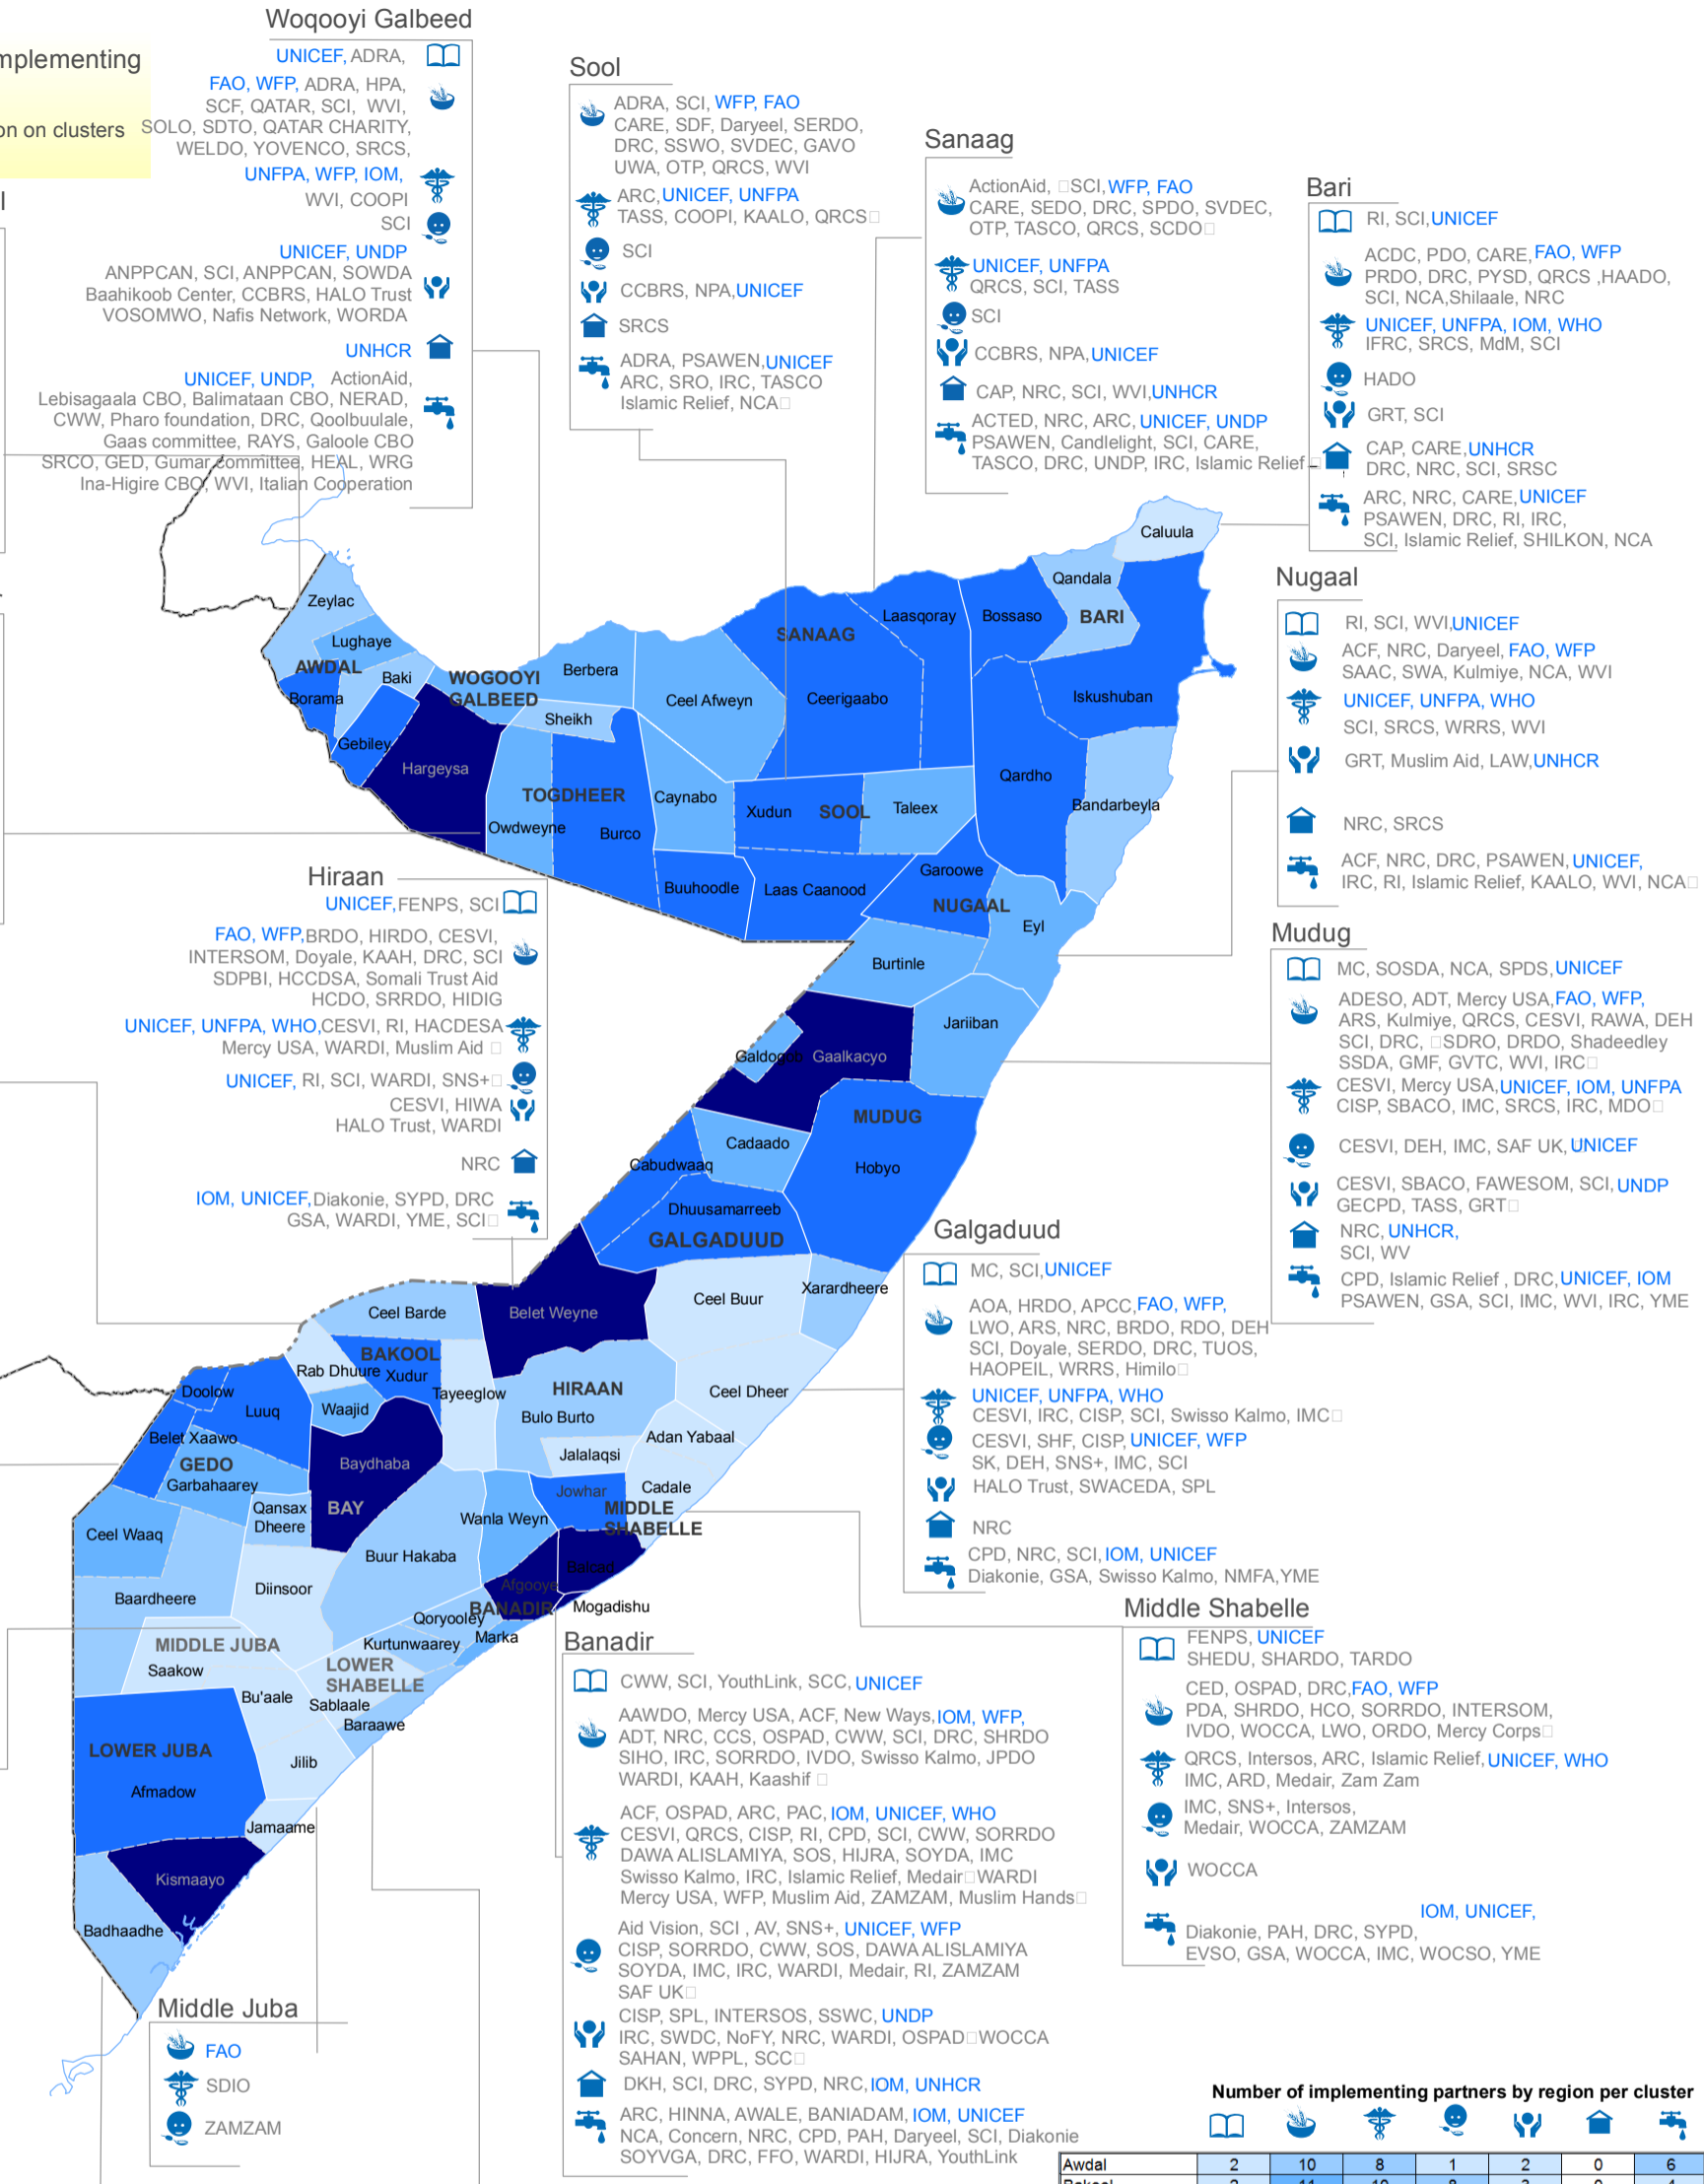 Woqooyi Galbeed
UNICEF, ADRA,
FAO, WFP, ADRA, HPA,
SCF, QATAR, SCI, WVI,
SOLO, SDTO, QATAR CHARITY,
WELDO, YOVENCO, SRCS,
UNFPA, WFP, IOM,
WVI, COOPI
SCI
UNICEF, UNDP
ANPPCAN, SCI, ANPPCAN, SOWDA
Baahikoob Center, CCBRS, HALO Trust
VOSOMWO, Nafis Network, WORDA
UNHCR
UNICEF, UNDP, ActionAid,
Lebisagaala CBO, Balimataan CBO, NERAD,
CWW, Pharo foundation, DRC, Qoolbuulale,
Gaas committee, RAYS, Galoole CBO
SRCO, GED, Gumar committee, HEAL, WRG
Ina-Higire CBO, WVI, Italian Cooperation
mplementing
on on clusters
Sool
ADRA, SCI, WFP, FAO
CARE, SDF, Daryeel, SERDO,
DRC, SSWO, SVDEC, GAVO
UWA, OTP, QRCS, WVI
ARC, UNICEF, UNFPA
TASS, COOPI, KAALO, QRCS
SCI
CCBRS, NPA, UNICEF
SRCS
ADRA, PSAWEN, UNICEF
ARC, SRO, IRC, TASCO
Islamic Relief, NCA
Sanaag
ActionAid, SCI, WFP, FAO
CARE, SEDO, DRC, SPDO, SVDEC,
OTP, TASCO, QRCS, SCDO
UNICEF, UNFPA
QRCS, SCI, TASS
SCI
CCBRS, NPA, UNICEF
CAP, NRC, SCI, WVI, UNHCR
ACTED, NRC, ARC, UNICEF, UNDP
PSAWEN, Candlelight, SCI, CARE,
TASCO, DRC, UNDP, IRC, Islamic Relief
Bari
RI, SCI, UNICEF
ACDC, PDO, CARE, FAO, WFP
PRDO, DRC, PYSD, QRCS ,HAADO,
SCI, NCA,Shilaale, NRC
UNICEF, UNFPA, IOM, WHO
IFRC, SRCS, MdM, SCI
HADO
GRT, SCI
CAP, CARE, UNHCR
DRC, NRC, SCI, SRSC
ARC, NRC, CARE, UNICEF
PSAWEN, DRC, RI, IRC,
SCI, Islamic Relief, SHILKON, NCA
Nugaal
RI, SCI, WVI, UNICEF
ACF, NRC, Daryeel, FAO, WFP
SAAC, SWA, Kulmiye, NCA, WVI
UNICEF, UNFPA, WHO
SCI, SRCS, WRRS, WVI
GRT, Muslim Aid, LAW, UNHCR
NRC, SRCS
ACF, NRC, DRC, PSAWEN, UNICEF,
IRC, RI, Islamic Relief, KAALO, WVI, NCA
Caluula
Qandala
BARI
Bossaso
Laasqoray
SANAAG
Zeylac
Lughaye
AWDAL
Baki
Borama
Gebiley
WOGOOYI
GALBEED
Berbera
Sheikh
Ceel Afweyn
Ceerigaabo
Iskushuban
Hargeysa
TOGDHEER
Owdweyne
Burco
Caynabo
Xudun
SOOL
Taleex
Qardho
Bandarbeyla
Buuhoodle
Laas Caanood
Garoowe
NUGAAL
Eyl
Burtinle
Hiraan
UNICEF, FENPS, SCI
FAO, WFP, BRDO, HIRDO, CESVI,
INTERSOM, Doyale, KAAH, DRC, SCI
SDPBI, HCCDSA, Somali Trust Aid
HCDO, SRRDO, HIDIG
UNICEF, UNFPA, WHO, CESVI, RI, HACDESA
Mercy USA, WARDI, Muslim Aid
UNICEF, RI, SCI, WARDI, SNS+
CESVI, HIWA
HALO Trust, WARDI
NRC
IOM, UNICEF, Diakonie, SYPD, DRC
GSA, WARDI, YME, SCI
Mudug
MC, SOSDA, NCA, SPDS, UNICEF
ADESO, ADT, Mercy USA, FAO, WFP,
ARS, Kulmiye, QRCS, CESVI, RAWA, DEH
SCI, DRC, SDRO, DRDO, Shadeedley
SSDA, GMF, GVTC, WVI, IRC
CESVI, Mercy USA, UNICEF, IOM, UNFPA
CISP, SBACO, IMC, SRCS, IRC, MDO
CESVI, DEH, IMC, SAF UK, UNICEF
CESVI, SBACO, FAWESOM, SCI, UNDP
GECPD, TASS, GRT
NRC, UNHCR,
SCI, WV
CPD, Islamic Relief , DRC, UNICEF, IOM
PSAWEN, GSA, SCI, IMC, WVI, IRC, YME
Jariiban
Galdogob
Gaalkacyo
MUDUG
Hobyo
Cadaado
Cabudwaaq
Dhuusamarreeb
GALGADUUD
Xarardheere
Ceel Buur
Ceel Dheer
Galgaduud
MC, SCI, UNICEF
AOA, HRDO, APCC, FAO, WFP,
LWO, ARS, NRC, BRDO, RDO, DEH
SCI, Doyale, SERDO, DRC, TUOS,
HAOPEIL, WRRS, Himilo
UNICEF, UNFPA, WHO
CESVI, IRC, CISP, SCI, Swisso Kalmo, IMC
CESVI, SHF, CISP, UNICEF, WFP
SK, DEH, SNS+, IMC, SCI
HALO Trust, SWACEDA, SPL
NRC
CPD, NRC, SCI, IOM, UNICEF
Diakonie, GSA, Swisso Kalmo, NMFA,YME
Ceel Barde
Belet Weyne
BAKOOL
Rab Dhuure
Xudur
Tayeeglow
Waajid
HIRAAN
Bulo Burto
Jalalaqsi
Adan Yabaal
Cadale
Doolow
Luuq
Belet Xaawo
GEDO
Garbahaarey
Baydhaba
BAY
Qansax
Dheere
Ceel Waaq
Jowhar
MIDDLE
SHABELLE
Wanla Weyn
Buur Hakaba
Balcad
Afgooye
BANADIR
Mogadishu
Diinsoor
Baardheere
Qoryooley
Marka
Kurtunwaarey
MIDDLE JUBA
Saakow
LOWER
SHABELLE
Bu'aale
Sablaale
Baraawe
LOWER JUBA
Afmadow
Jilib
Jamaame
Kismaayo
Badhaadhe
Middle Shabelle
FENPS, UNICEF
SHEDU, SHARDO, TARDO
CED, OSPAD, DRC, FAO, WFP
PDA, SHRDO, HCO, SORRDO, INTERSOM,
IVDO, WOCCA, LWO, ORDO, Mercy Corps
QRCS, Intersos, ARC, Islamic Relief, UNICEF, WHO
IMC, ARD, Medair, Zam Zam
IMC, SNS+, Intersos,
Medair, WOCCA, ZAMZAM
WOCCA
IOM, UNICEF,
Diakonie, PAH, DRC, SYPD,
EVSO, GSA, WOCCA, IMC, WOCSO, YME
Banadir
CWW, SCI, YouthLink, SCC, UNICEF
AAWDO, Mercy USA, ACF, New Ways, IOM, WFP,
ADT, NRC, CCS, OSPAD, CWW, SCI, DRC, SHRDO
SIHO, IRC, SORRDO, IVDO, Swisso Kalmo, JPDO
WARDI, KAAH, Kaashif
ACF, OSPAD, ARC, PAC, IOM, UNICEF, WHO
CESVI, QRCS, CISP, RI, CPD, SCI, CWW, SORRDO
DAWA ALISLAMIYA, SOS, HIJRA, SOYDA, IMC
Swisso Kalmo, IRC, Islamic Relief, Medair WARDI
Mercy USA, WFP, Muslim Aid, ZAMZAM, Muslim Hands
Aid Vision, SCI , AV, SNS+, UNICEF, WFP
CISP, SORRDO, CWW, SOS, DAWA ALISLAMIYA
SOYDA, IMC, IRC, WARDI, Medair, RI, ZAMZAM
SAF UK
CISP, SPL, INTERSOS, SSWC, UNDP
IRC, SWDC, NoFY, NRC, WARDI, OSPAD WOCCA
SAHAN, WPPL, SCC
DKH, SCI, DRC, SYPD, NRC, IOM, UNHCR
ARC, HINNA, AWALE, BANIADAM, IOM, UNICEF
NCA, Concern, NRC, CPD, PAH, Daryeel, SCI, Diakonie
SOYVGA, DRC, FFO, WARDI, HIJRA, YouthLink
Middle Juba
FAO
SDIO
ZAMZAM
Number of implementing partners by region per cluster
Awdal 2 10 8 1 2 0 6